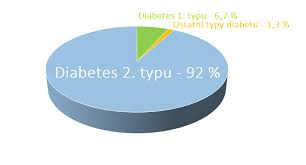 Diabetes 1. typu - 6,7 %
Ostatní typy diabetu - 1,3 %
Diabetes 2. typu - 92 %